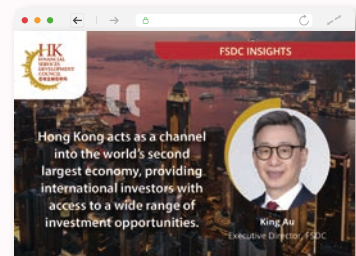 HK
FINANCIAL
SERVICES
DEVELOPMENT
COUNCIL
FSDC INSIGHTS
Hong Kong acts as a channel
into the world's second
largest economy, providing
international investors with
access to a wide range of
investment opportunities.
King Au
Executive Director, FSDC